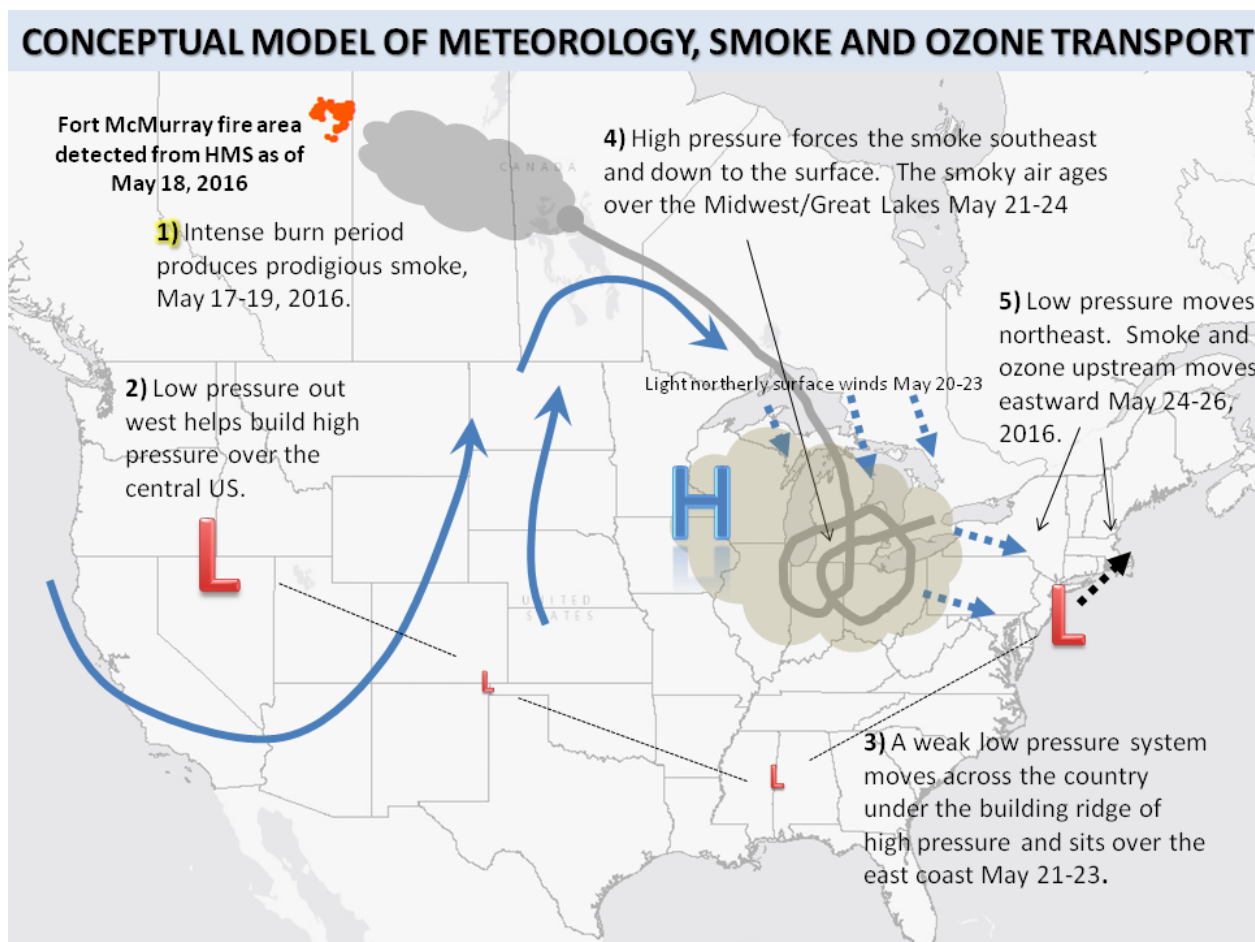 CONCEPTUAL MODEL OF METEOROLOGY, SMOKE AND OZONE TRANSPORT
Fort McMurray fire area
detected from HMS as of
May 18, 2016
1) Intense burn period
produces prodigious smoke,
May 17-19, 2016.
CANADA
4) High pressure forces the smoke southeast
and down to the surface. The smoky air ages
over the Midwest/Great Lakes May 21-24
5) Low pressure moves
northeast. Smoke and
ozone upstream moves
eastward May 24-26,
2016.
2) Low pressure out
west helps build high
pressure over the
central US.
Light northerly surface winds May 20-23
H
L
UNITED
STATES
L
L
L
3) A weak low pressure system
moves across the country
under the building ridge of
high pressure and sits over the
east coast May 21-23.